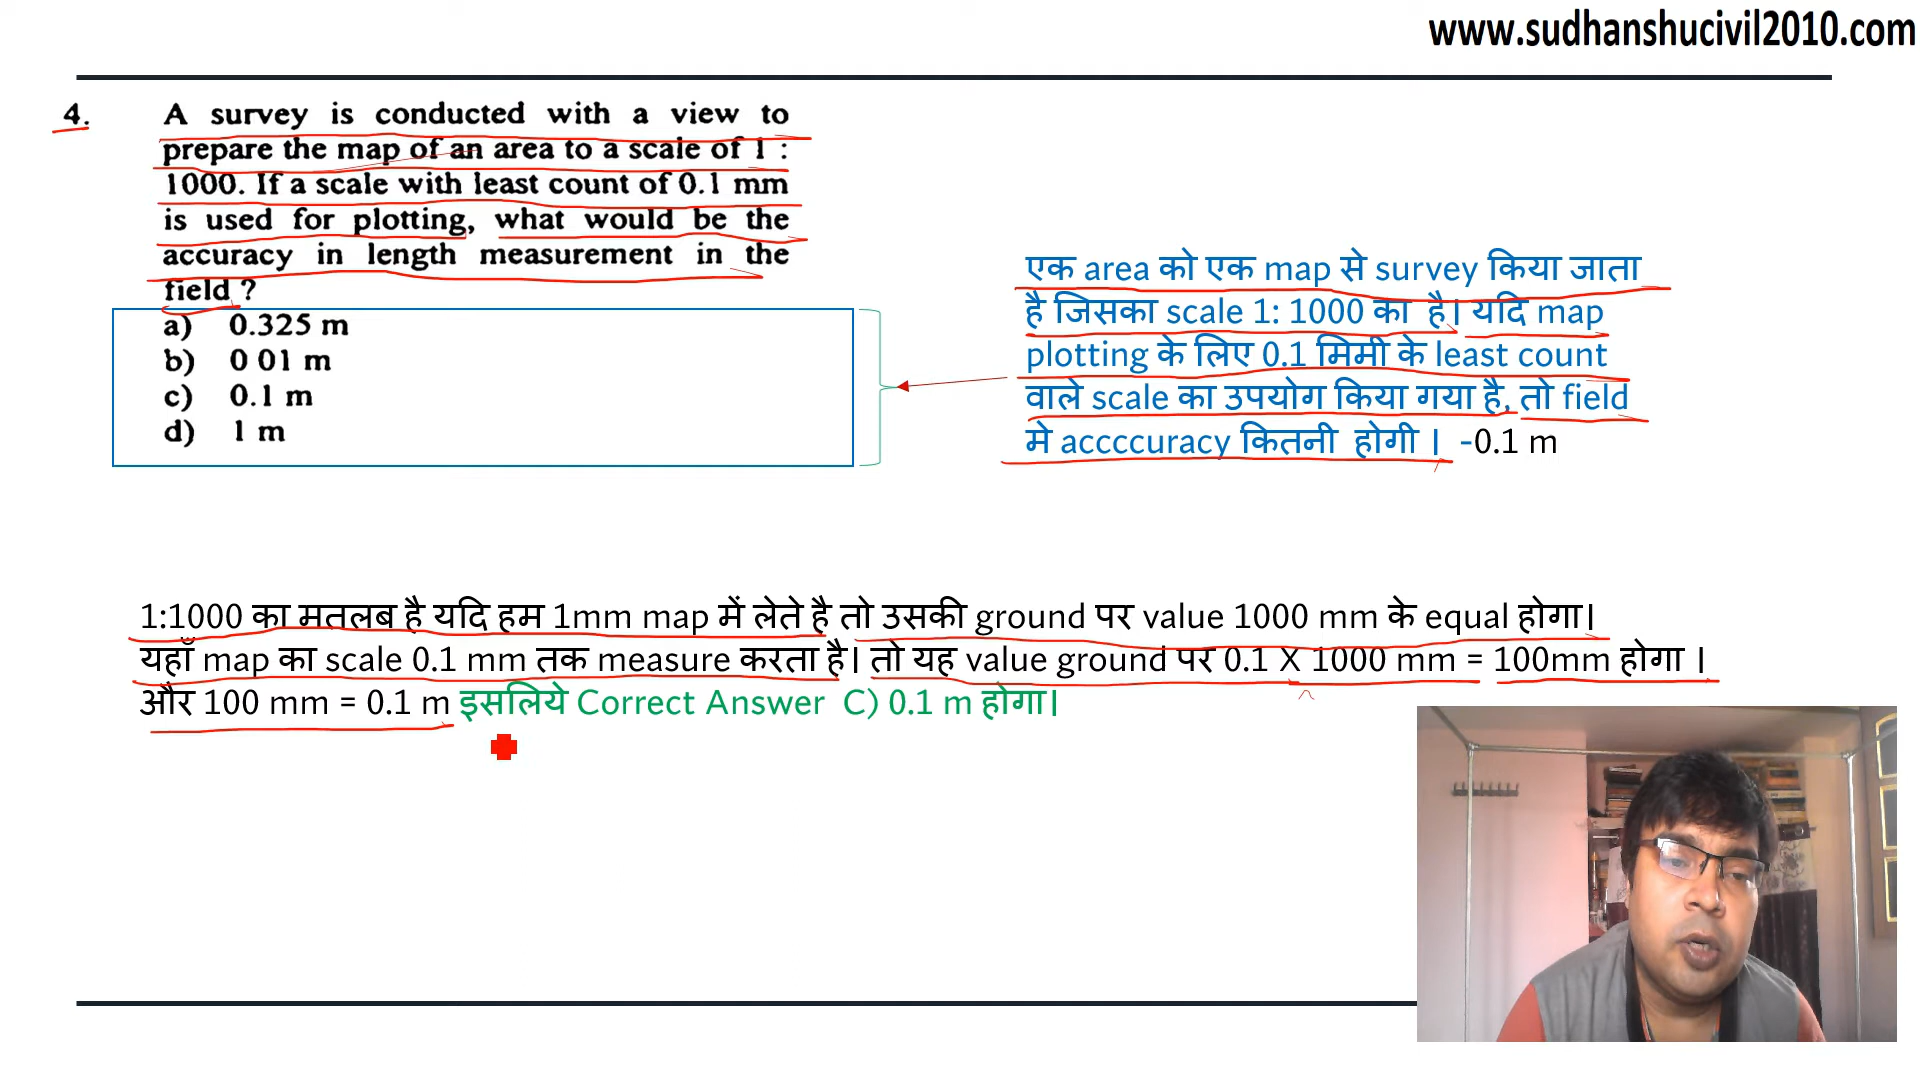 www.sudhanshucivil2010.com
4. A survey is conducted with a view to
prepare the map of an area to a scale of 1 :
1000. If a scale with least count of 0.1 mm
is used for plotting, what would be the
accuracy in length measurement in the
field ?
a) 0.325 m
b) 0 01 m
c) 0.1 m
d) 1 m
एक area को एक map से survey किया जाता
है जिसका scale 1: 1000 का है। यदि map
plotting के लिए 0.1 मिमी के least count
वाले scale का उपयोग किया गया है, तो field
मे accccuracy कितनी होगी । -0.1 m
1:1000 का मतलब है यदि हम 1mm map में लेते है तो उसकी ground पर value 1000 mm के equal होगा।
यहाँ map का scale 0.1 mm तक measure करता है। तो यह value ground पर 0.1 X 1000 mm = 100mm होगा ।
और 100 mm = 0.1 m इसलिये Correct Answer C) 0.1 m होगा।